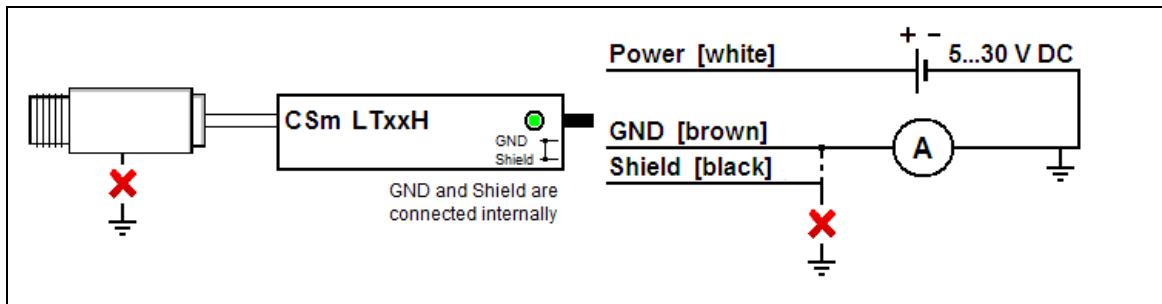 + -
Power [white]
5...30 V DC
CSm LTxxH
GND
Shield
GND [brown]
A
Shield [black]
GND and Shield are
connected internally